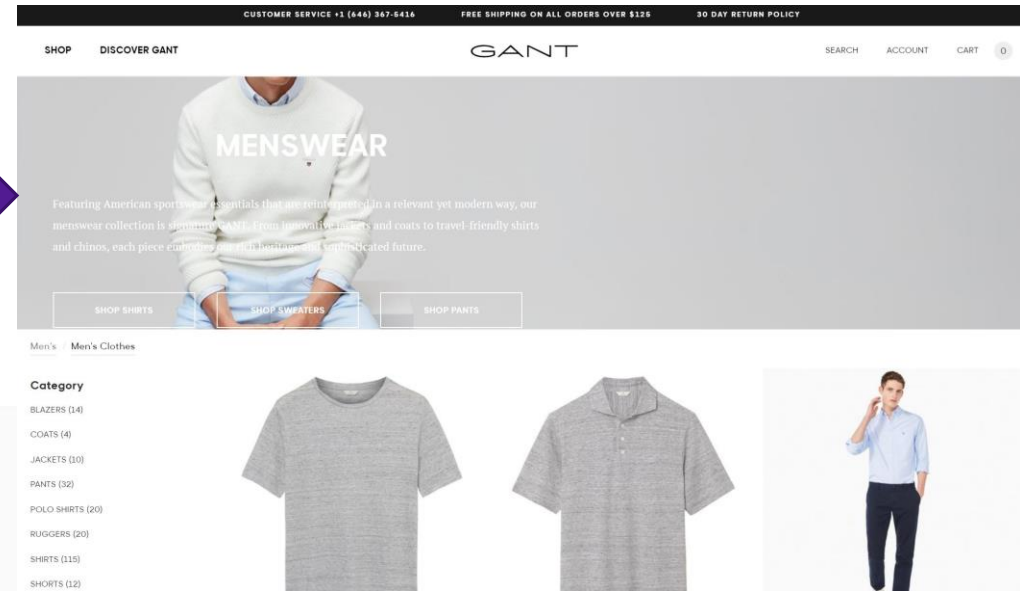 CUSTOMER SERVICE +1 (646) 367-5416 FREE SHIPPING ON ALL ORDERS OVER $125 30 DAY RETURN POLICY
SHOP DISCOVER GANT GANT SEARCH ACCOUNT CART 0
MENSWEAR
Featuring American sportswear essentials that are reinterpreted in a relevant yet modern way, our
menswear collection is signature GANT. From innovative jackets and coats to travel-friendly shirts
and chinos, each piece embodies our rich heritage and sophisticated future.
SHOP SHIRTS SHOP SWEATERS SHOP PANTS
Men's / Men's Clothes
Category
BLAZERS (14)
COATS (4)
JACKETS (10)
PANTS (32)
POLO SHIRTS (20)
RUGGERS (20)
SHIRTS (115)
SHORTS (12)